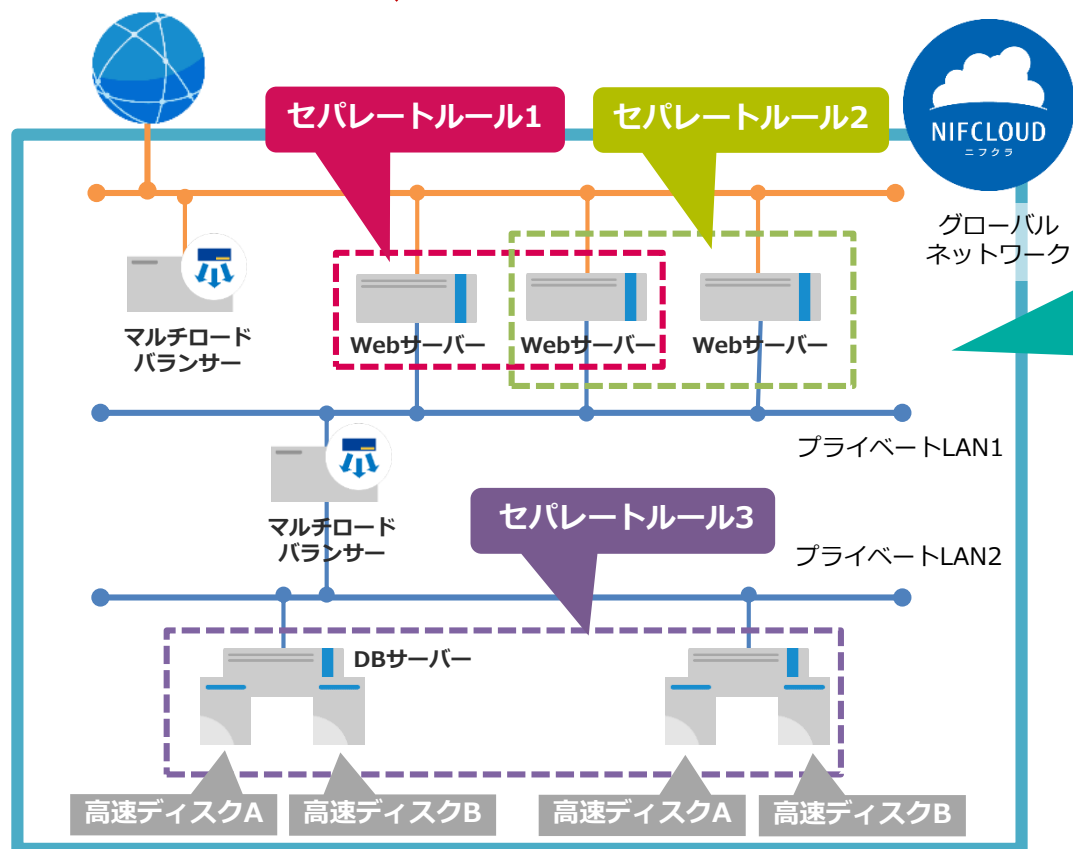 セパレートルール1
セパレートルール2
NIFCLOUD
ニフクラ
グローバル
ネットワーク
マルチロード
バランサー
Webサーバー
Webサーバー
Webサーバー
プライベートLAN1
マルチロード
バランサー
セパレートルール3
プライベートLAN2
DBサーバー
高速ディスクA
高速ディスクB
高速ディスクA
高速ディスクB